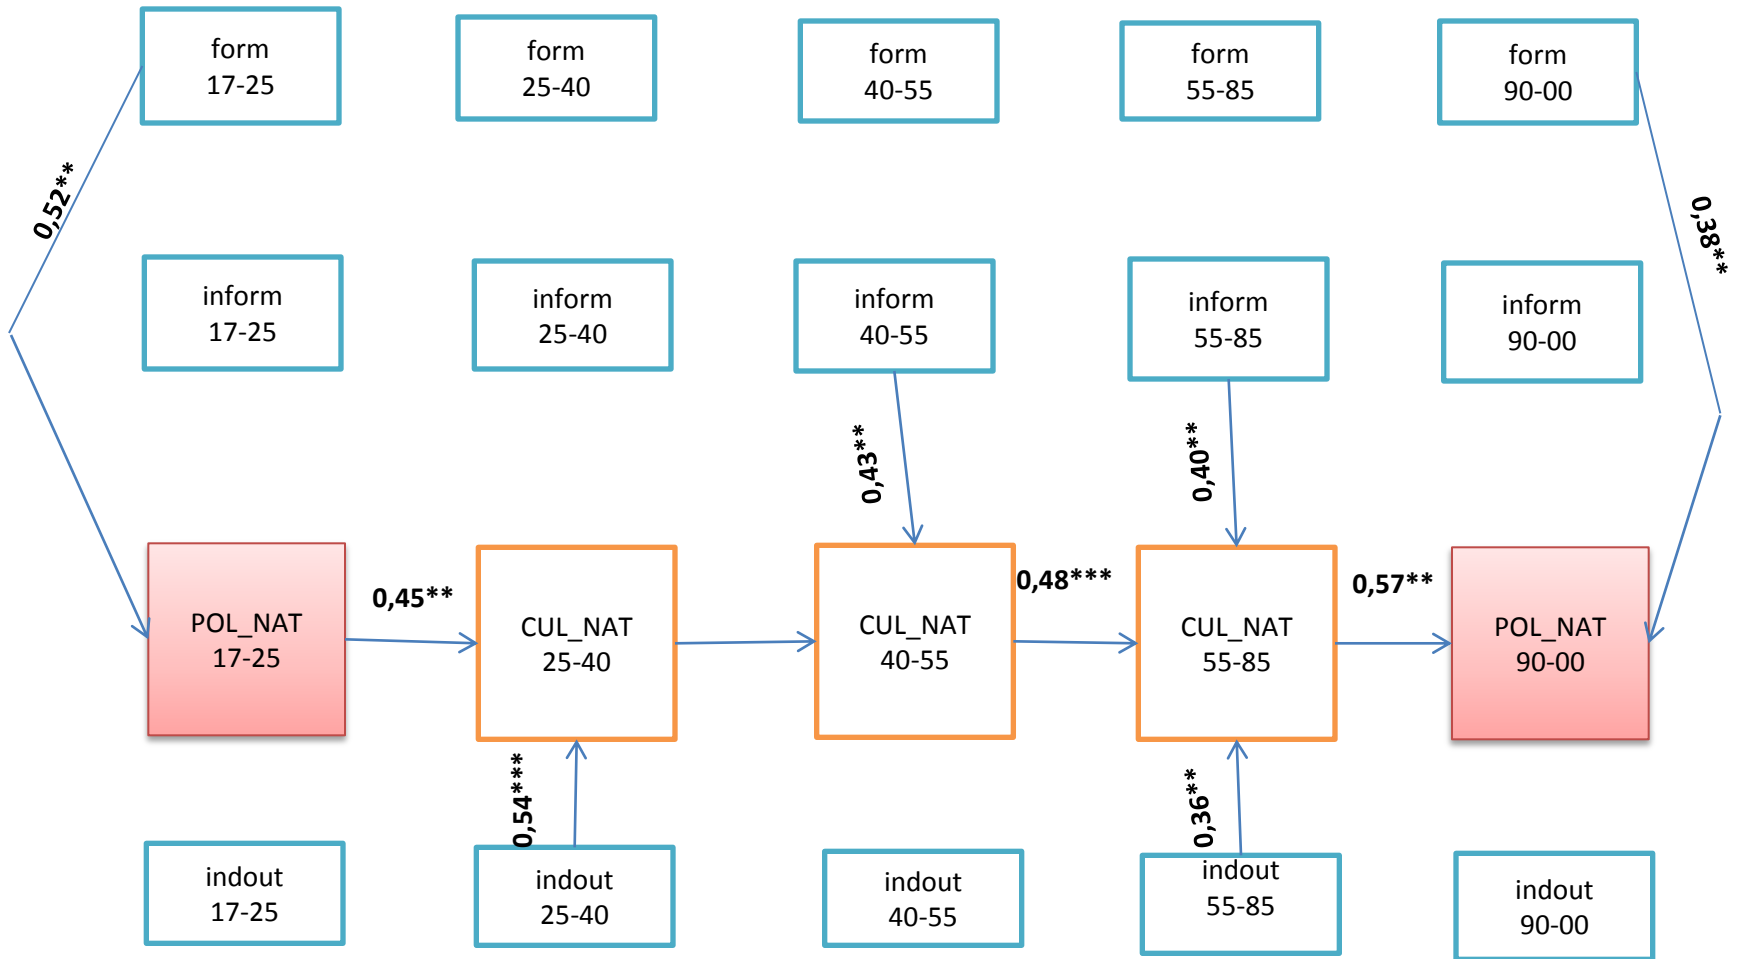 form
17-25
form
25-40
form
40-55
form
55-85
form
90-00
0,52**
0,38**
inform
17-25
inform
25-40
inform
40-55
inform
55-85
inform
90-00
0,43**
0,40**
POL_NAT
17-25
0,45**
CUL_NAT
25-40
CUL_NAT
40-55
0,48***
CUL_NAT
55-85
0,57**
POL_NAT
90-00
0,54***
0,36**
indout
17-25
indout
25-40
indout
40-55
indout
55-85
indout
90-00